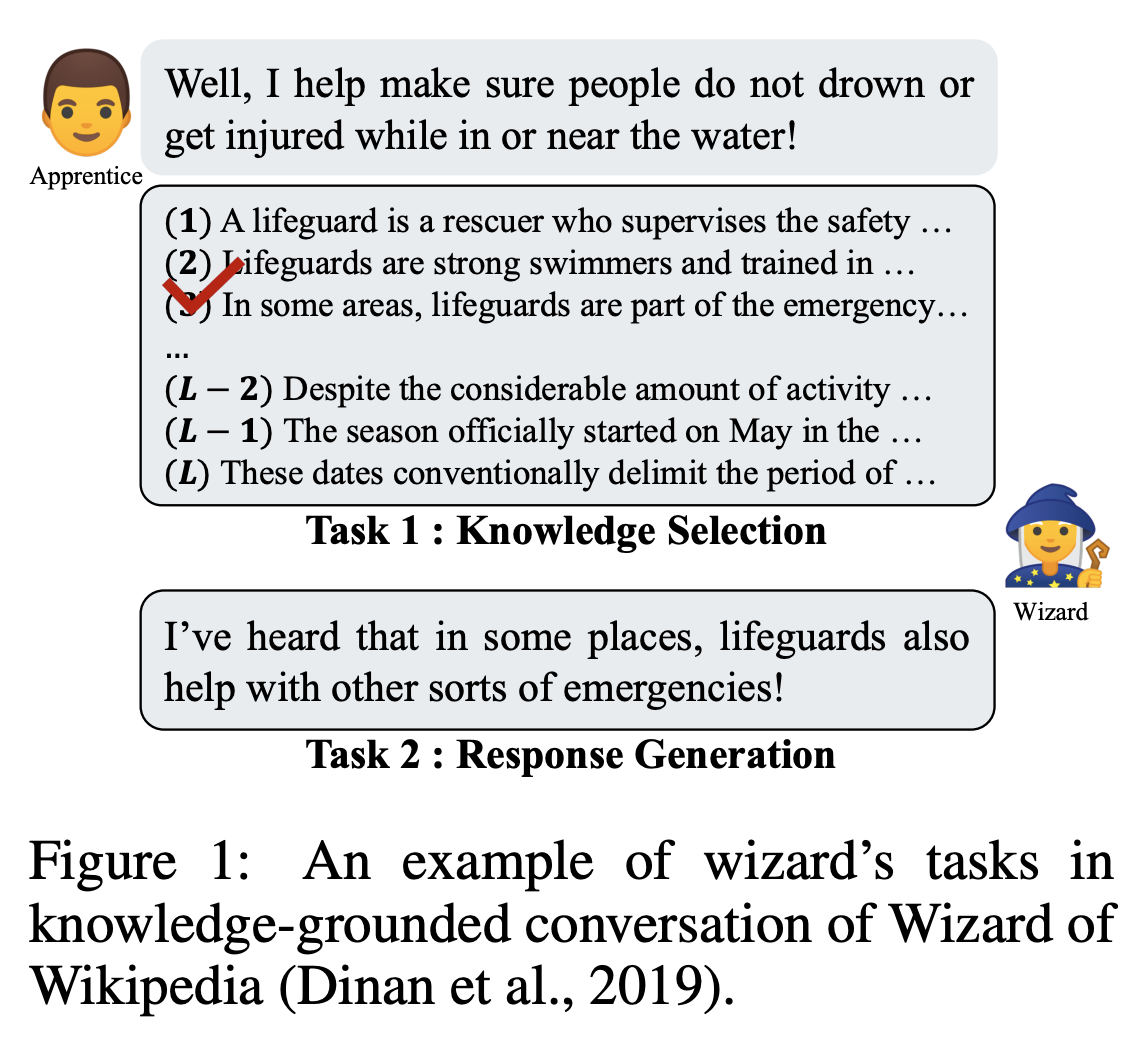 Well, I help make sure people do not drown or
get injured while in or near the water!
Apprentice
(1) A lifeguard is a rescuer who supervises the safety …
(2) Lifeguards are strong swimmers and trained in …
(3) In some areas, lifeguards are part of the emergency…
...
(L − 2) Despite the considerable amount of activity …
(L − 1) The season officially started on May in the …
(L) These dates conventionally delimit the period of …
Task 1 : Knowledge Selection
Wizard
I’ve heard that in some places, lifeguards also
help with other sorts of emergencies!
Task 2 : Response Generation
Figure 1: An example of wizard’s tasks in
knowledge-grounded conversation of Wizard of
Wikipedia (Dinan et al., 2019).